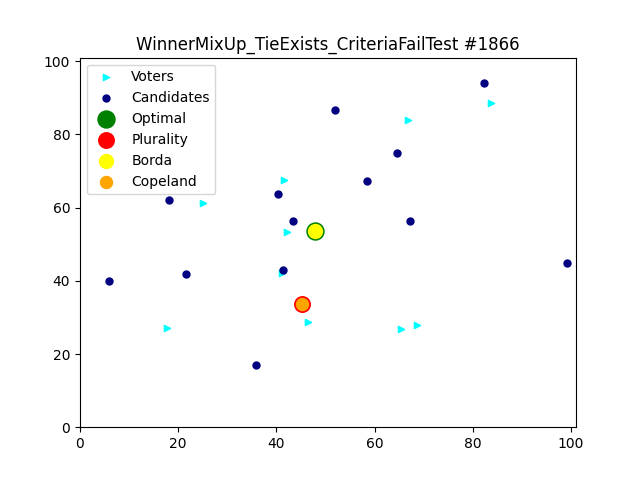 WinnerMixUp_TieExists_CriteriaFailTest #1866
Voters
Candidates
Optimal
Plurality
Borda
Copeland
100
80
60
40
20
0
0 20 40 60 80 100